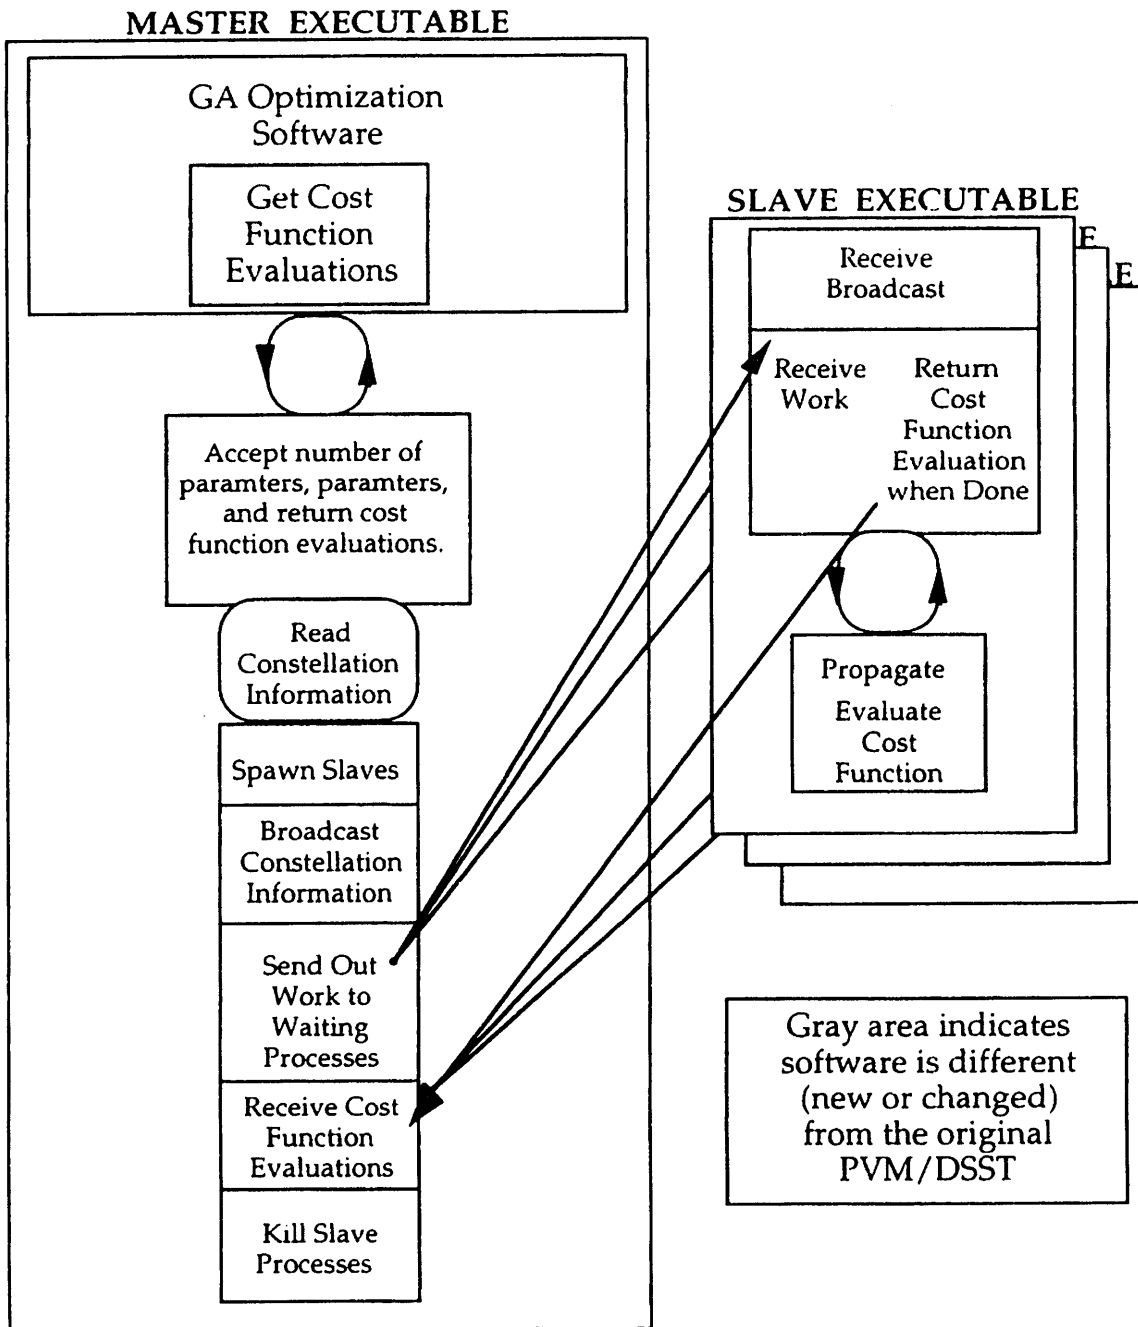 MASTER EXECUTABLE
GA Optimization
Software
Get Cost
Function
Evaluations
Accept number of
paramters, paramters,
and return cost
function evaluations.
Read
Constellation
Information
Spawn Slaves
Broadcast
Constellation
Information
Send Out
Work to
Waiting
Processes
Receive Cost
Function
Evaluations
Kill Slave
Processes
SLAVE EXECUTABLE
E
E
Receive
Broadcast
Receive
Work
Return
Cost
Function
Evaluation
when Done
Propagate
Evaluate
Cost
Function
Gray area indicates
software is different
(new or changed)
from the original
PVM/DSST